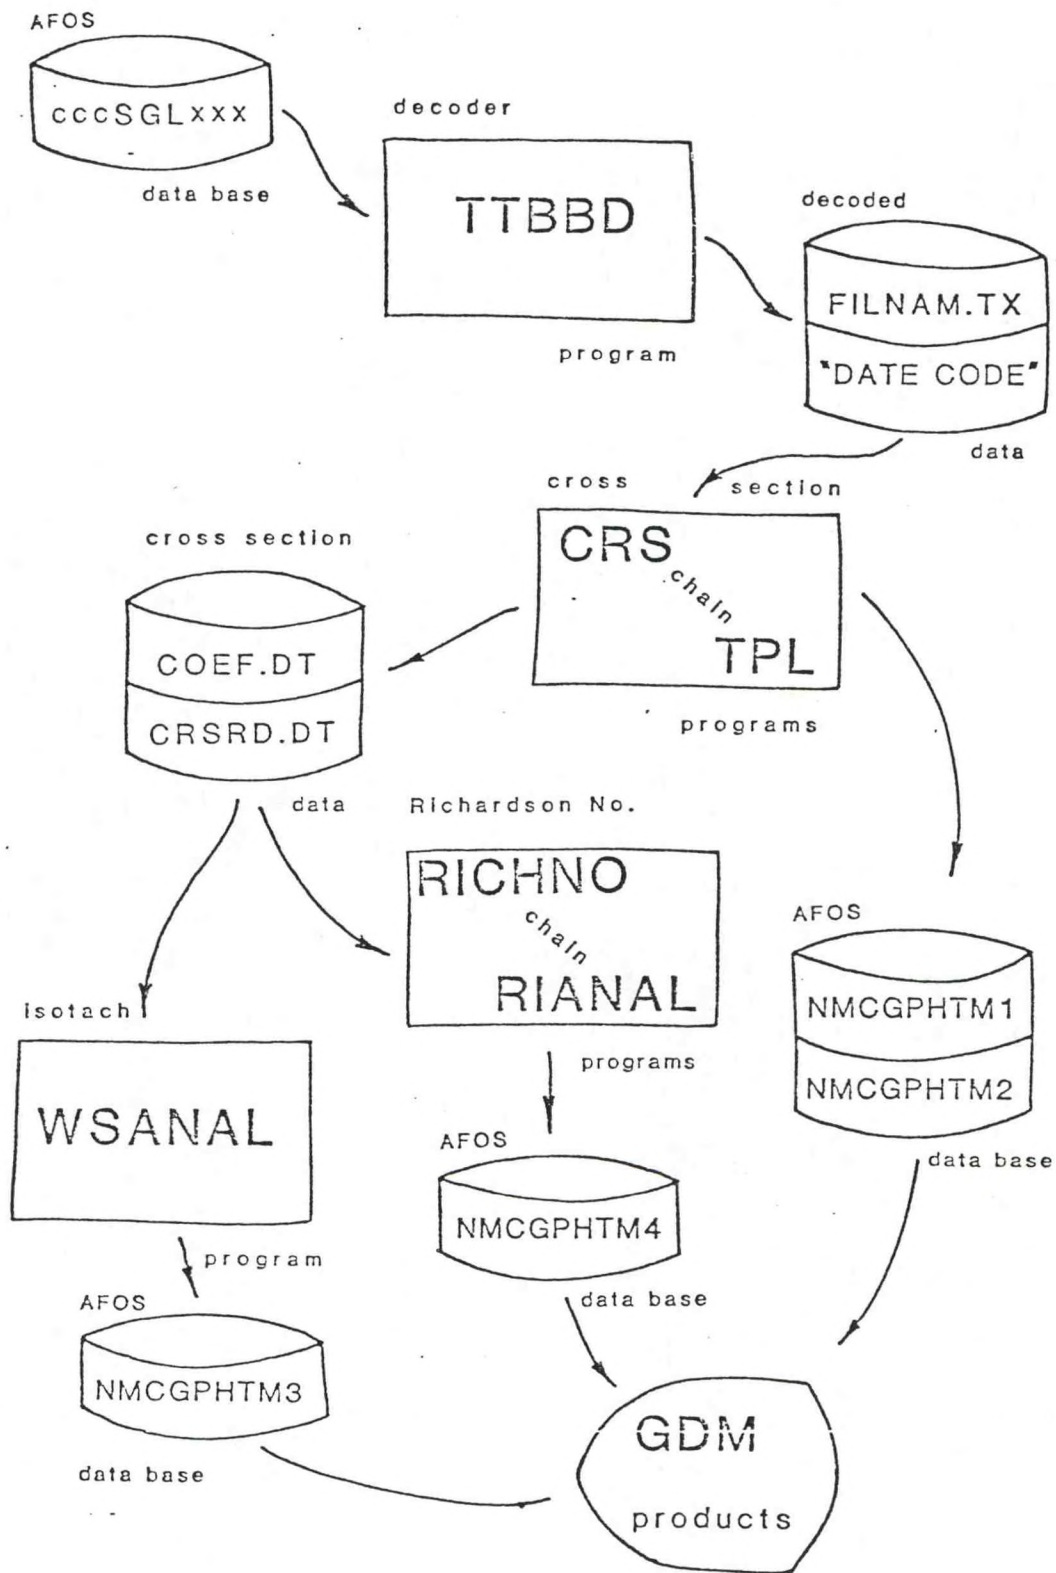 AFOS
cccSGLxxx
data base
decoder
TTBBD
program
decoded
FILNAM.TX
"DATE CODE"
data
cross section
CRS
chain
TPL
programs
cross section
COEF.DT
CRSRD.DT
data
Richardson No.
RICHNO
chain
RIANAL
programs
AFOS
NMCGPHTM1
NMCGPHTM2
data base
isotach
WSANAL
program
AFOS
NMCGPHTM4
data base
AFOS
NMCGPHTM3
data base
GDM
products